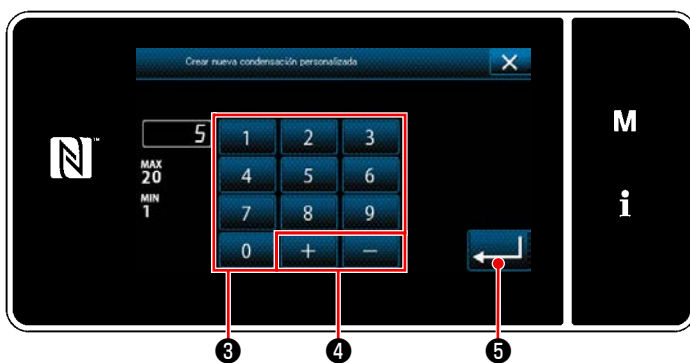 Crear nueva condensación personalizada
5
1 2 3
M
MAX
20
4 5 6
MIN
1
7 8 9
i
0 + −
❸ ❹ ❺